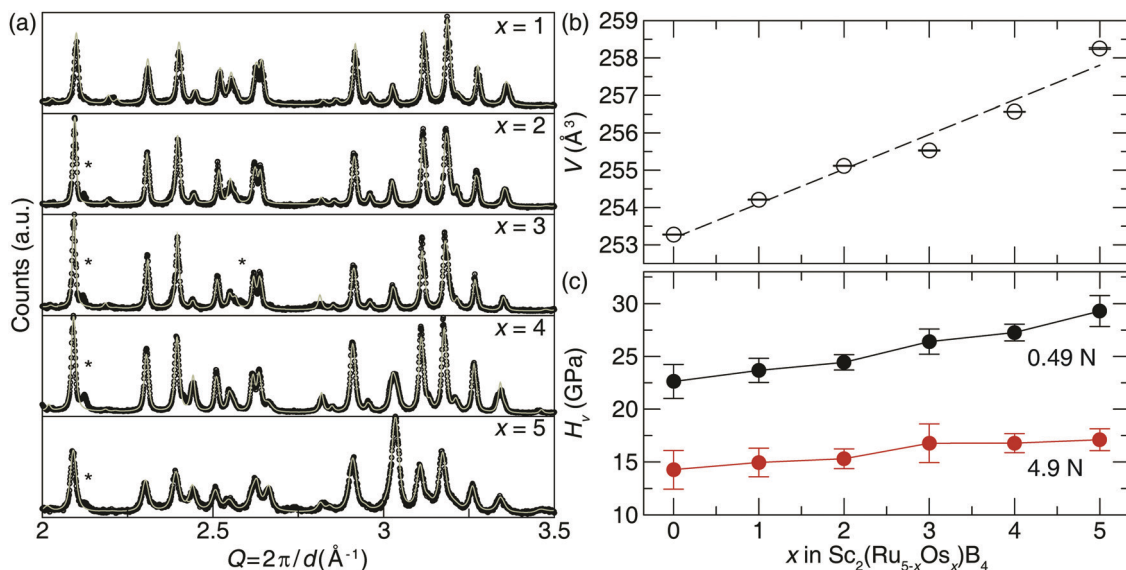 (a)
x = 1
x = 2
*
x = 3
* *
x = 4
*
x = 5
*
Counts (a.u.)
2 2.5 3 3.5
Q=2π/d(Å⁻¹)
(b)
259
258
257
256
255
254
253
V (Å³)
(c)
30
25
20
15
10
H_v (GPa)
0.49 N
4.9 N
0 1 2 3 4 5
x in Sc₂(Ru₅₋ₓOsₓ)B₄